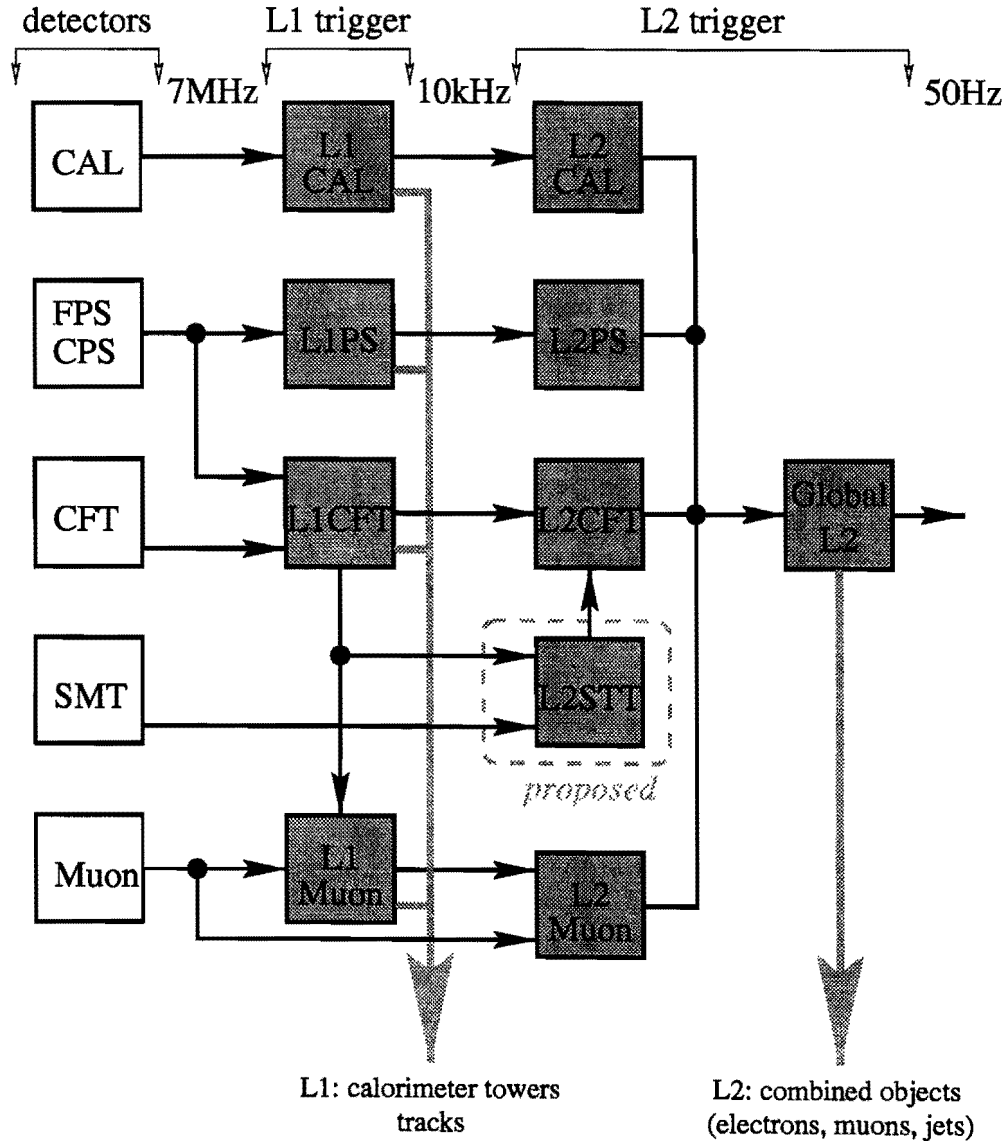 detectors
L1 trigger
L2 trigger
7MHz
10kHz
50Hz
CAL
L1
CAL
L2
CAL
FPS
CPS
L1PS
L2PS
CFT
L1CFT
L2CFT
Global
L2
SMT
L2STT
proposed
Muon
L1
Muon
L2
Muon
L1: calorimeter towers
tracks
L2: combined objects
(electrons, muons, jets)